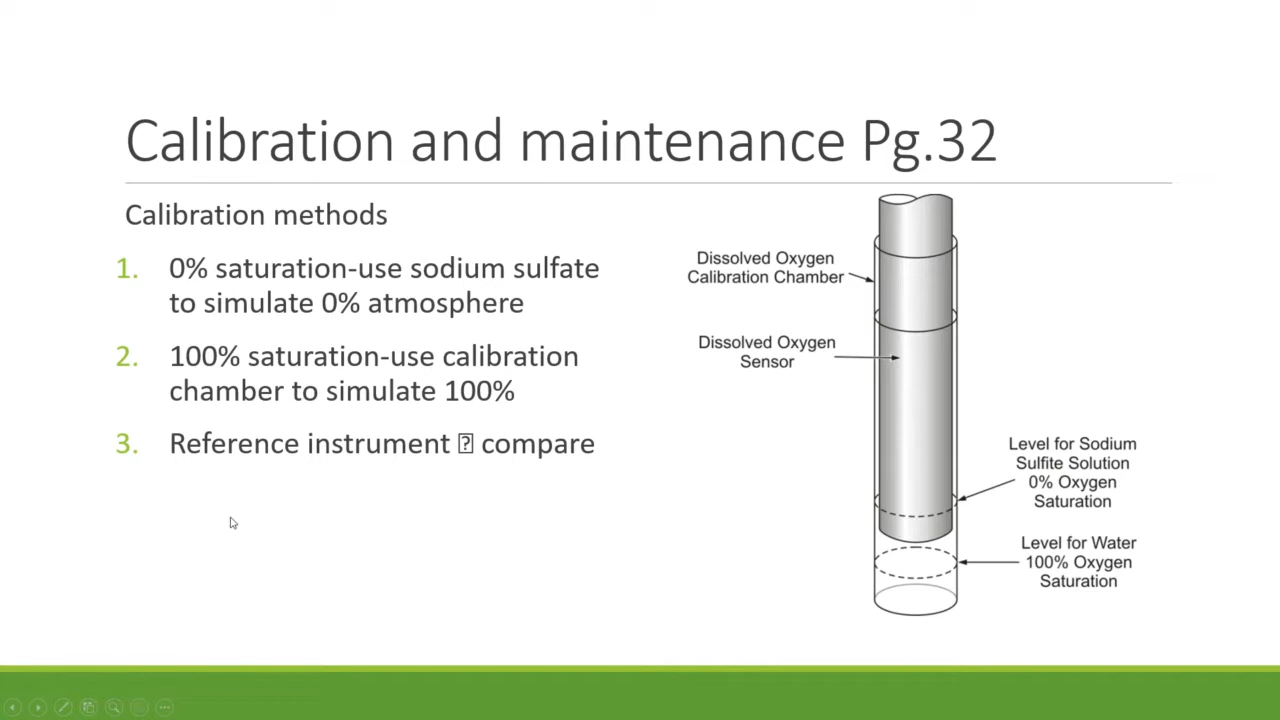 Calibration and maintenance Pg.32
Calibration methods
1. 0% saturation-use sodium sulfate
to simulate 0% atmosphere
2. 100% saturation-use calibration
chamber to simulate 100%
3. Reference instrument ⍰ compare
Dissolved Oxygen
Calibration Chamber
Dissolved Oxygen
Sensor
Level for Sodium
Sulfite Solution
0% Oxygen
Saturation
Level for Water
100% Oxygen
Saturation